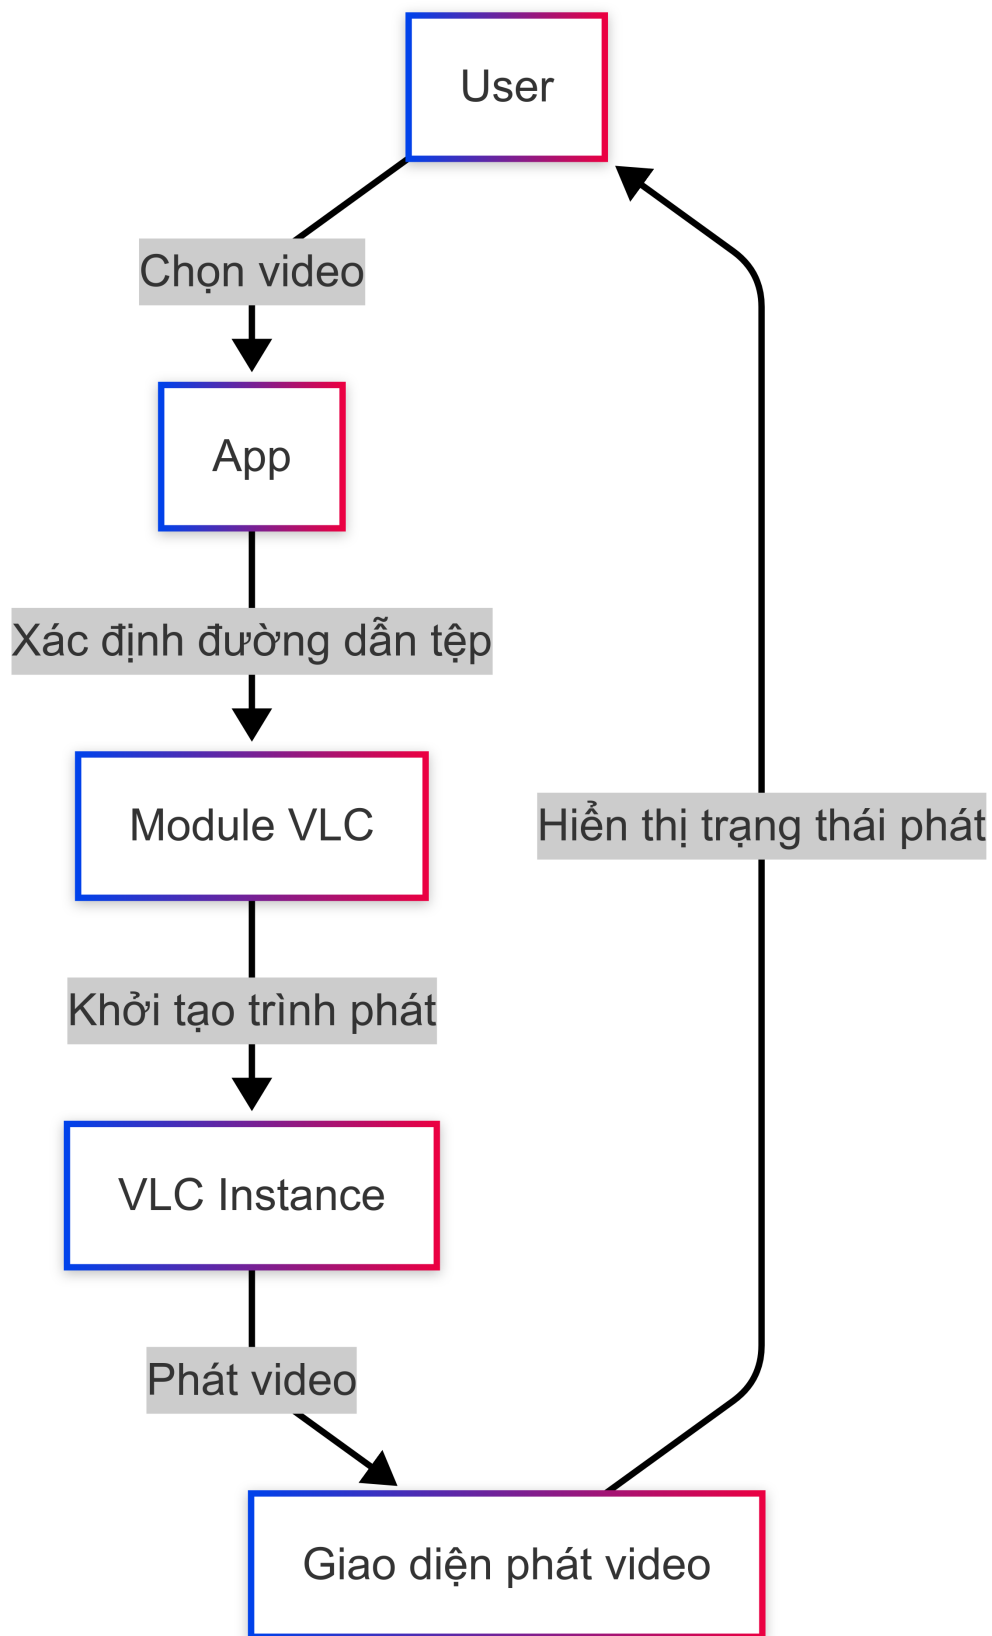 User
Chọn video
App
Xác định đường dẫn tệp
Module VLC
Hiển thị trạng thái phát
Khởi tạo trình phát
VLC Instance
Phát video
Giao diện phát video